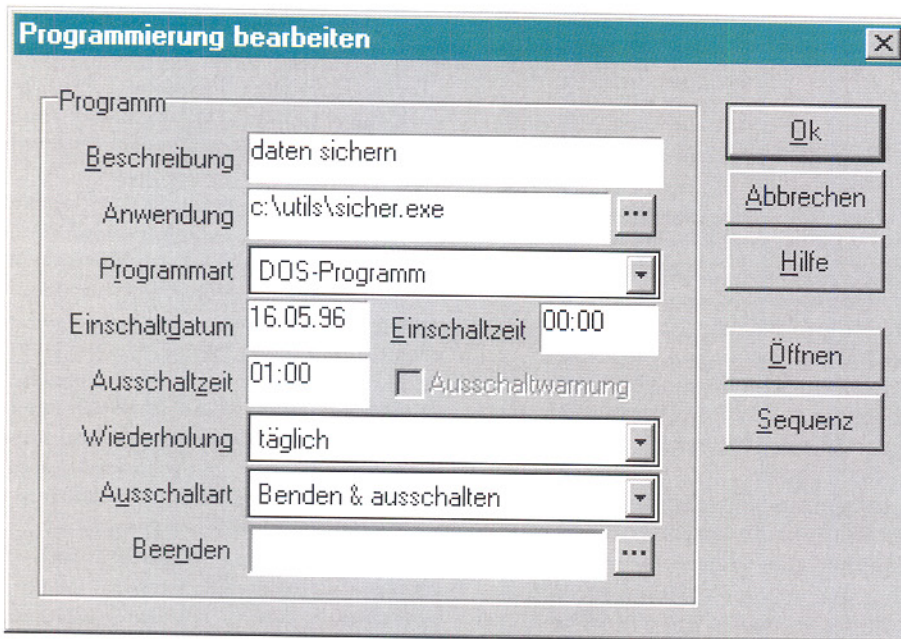 Programmierung bearbeiten
Programm
Beschreibung daten sichern
Anwendung c:\utils\sicher.exe ...
Programmart DOS-Programm
Einschaltdatum 16.05.96 Einschaltzeit 00:00
Ausschaltzeit 01:00 Ausschaltwarnung
Wiederholung täglich
Ausschaltart Benden & ausschalten
Beenden ...
Ok
Abbrechen
Hilfe
Öffnen
Sequenz